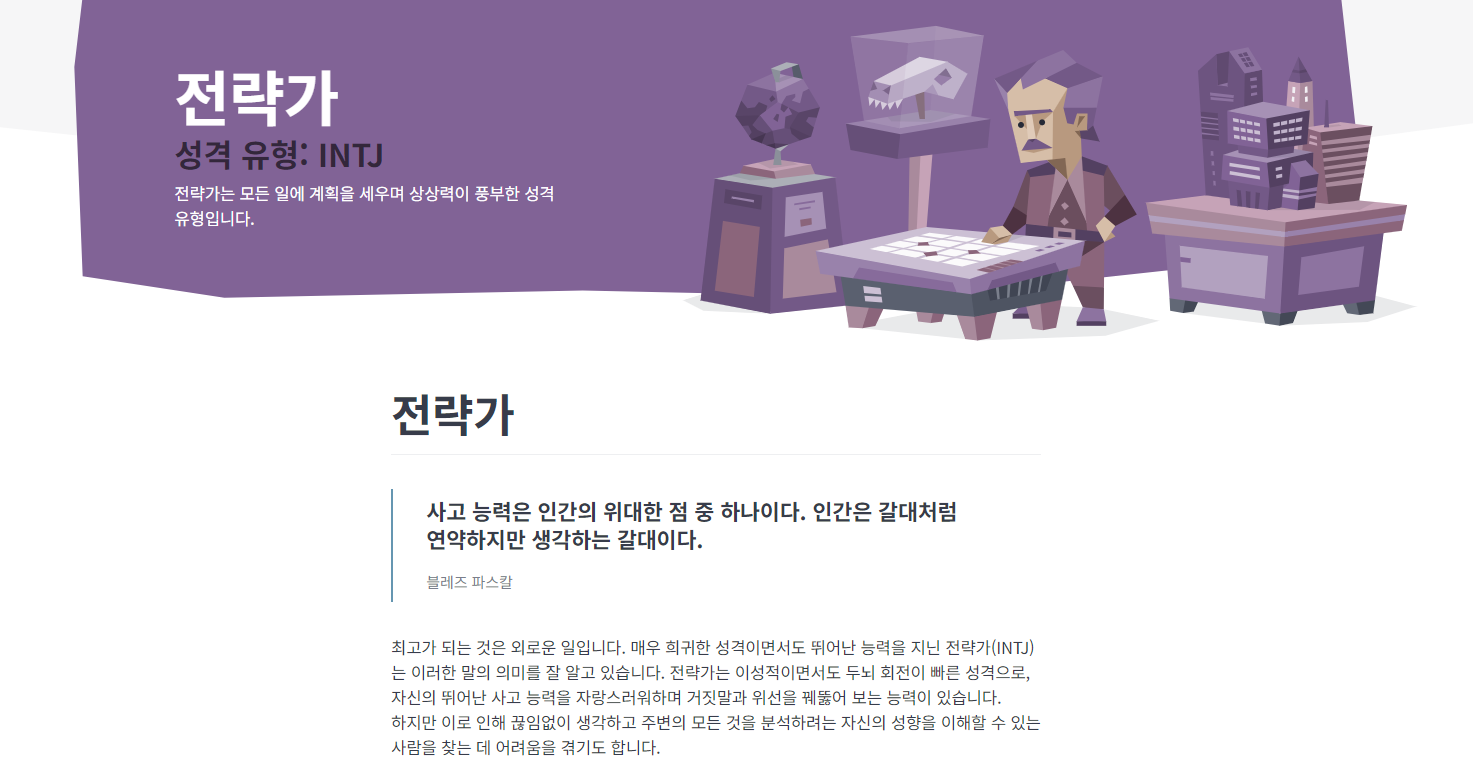 전략가
성격 유형: INTJ
전략가는 모든 일에 계획을 세우며 상상력이 풍부한 성격
유형입니다.
전략가
사고 능력은 인간의 위대한 점 중 하나이다. 인간은 갈대처럼
연약하지만 생각하는 갈대이다.
블레즈 파스칼
최고가 되는 것은 외로운 일입니다. 매우 희귀한 성격이면서도 뛰어난 능력을 지닌 전략가(INTJ)
는 이러한 말의 의미를 잘 알고 있습니다. 전략가는 이성적이면서도 두뇌 회전이 빠른 성격으로,
자신의 뛰어난 사고 능력을 자랑스러워하며 거짓말과 위선을 꿰뚫어 보는 능력이 있습니다.
하지만 이로 인해 끊임없이 생각하고 주변의 모든 것을 분석하려는 자신의 성향을 이해할 수 있는
사람을 찾는 데 어려움을 겪기도 합니다.